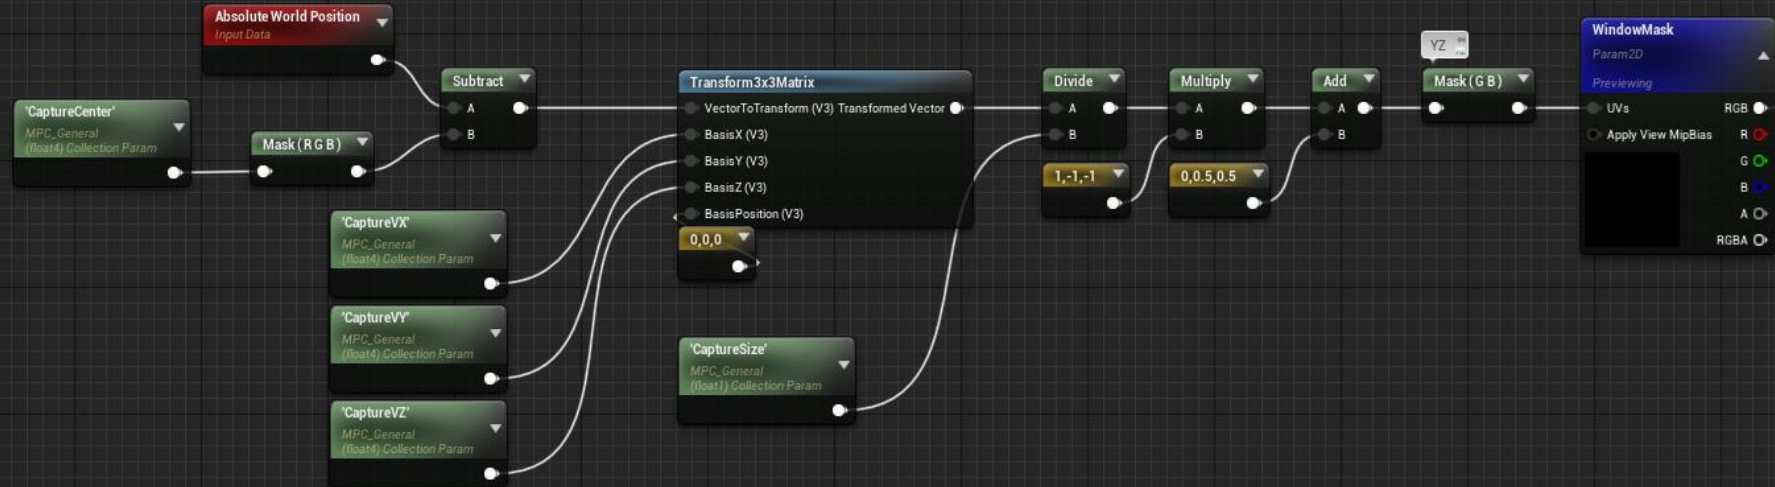 Absolute World Position
Input Data
'CaptureCenter'
MPC_General
(float4) Collection Param
Mask ( R G B )
Subtract
A
B
'CaptureVX'
MPC_General
(float4) Collection Param
'CaptureVY'
MPC_General
(float4) Collection Param
'CaptureVZ'
MPC_General
(float4) Collection Param
Transform3x3Matrix
VectorToTransform (V3) Transformed Vector
BasisX (V3)
BasisY (V3)
BasisZ (V3)
BasisPosition (V3)
0,0,0
'CaptureSize'
MPC_General
(float1) Collection Param
Divide
A
B
1,-1,-1
Multiply
A
B
0,0.5,0.5
Add
A
B
YZ
Mask ( G B )
WindowMask
Param2D
Previewing
UVs RGB
Apply View MipBias R
G
B
A
RGBA